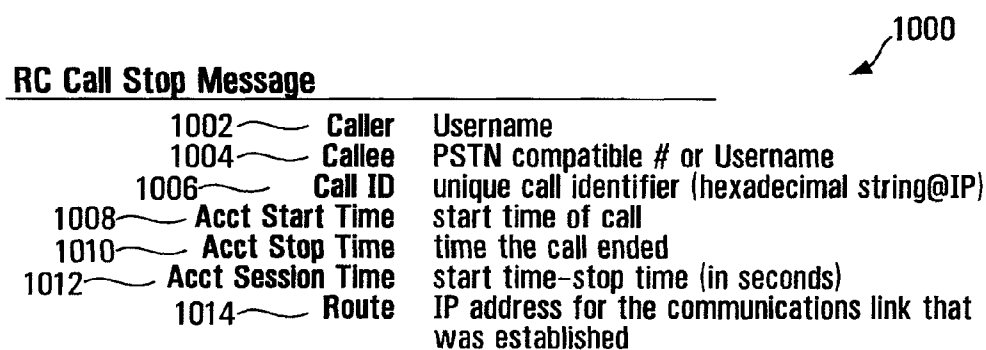 1000
RC Call Stop Message
1002 Caller Username
1004 Callee PSTN compatible # or Username
1006 Call ID unique call identifier (hexadecimal string@IP)
1008 Acct Start Time start time of call
1010 Acct Stop Time time the call ended
1012 Acct Session Time start time-stop time (in seconds)
1014 Route IP address for the communications link that
was established